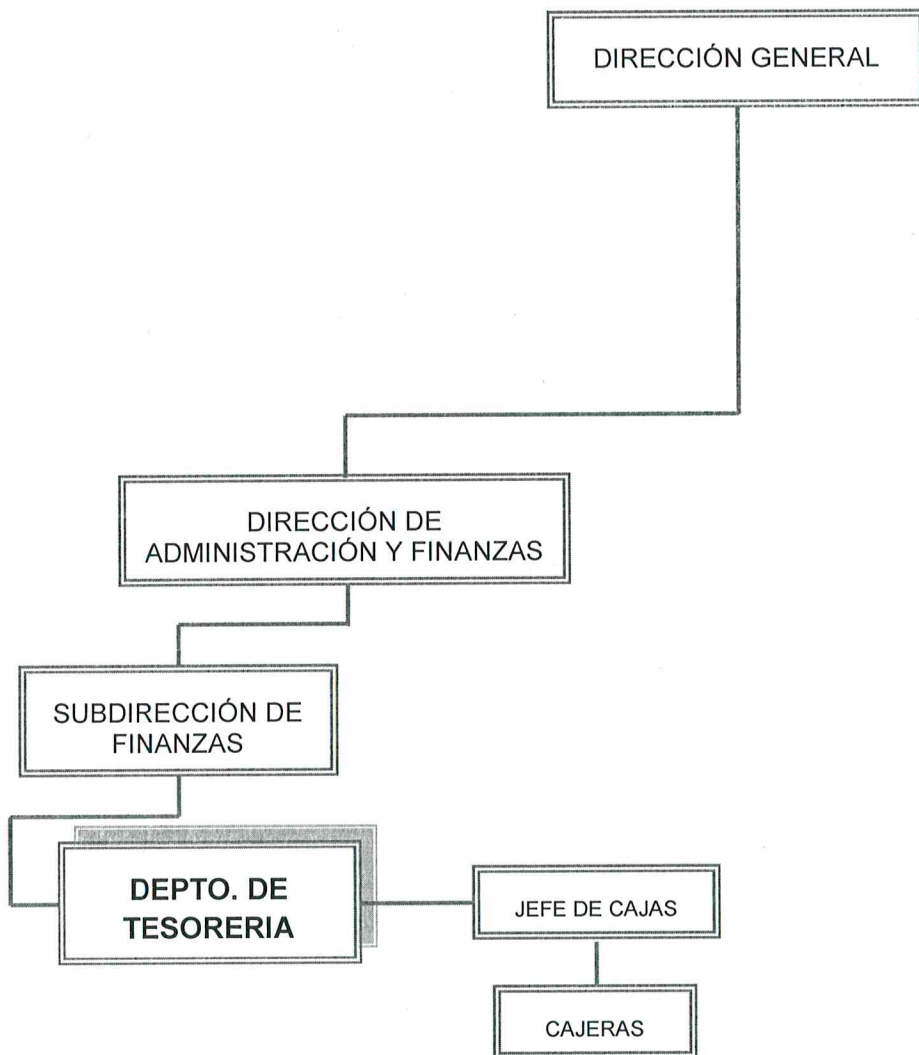 DIRECCIÓN GENERAL
DIRECCIÓN DE
ADMINISTRACIÓN Y FINANZAS
SUBDIRECCIÓN DE
FINANZAS
DEPTO. DE
TESORERIA
JEFE DE CAJAS
CAJERAS